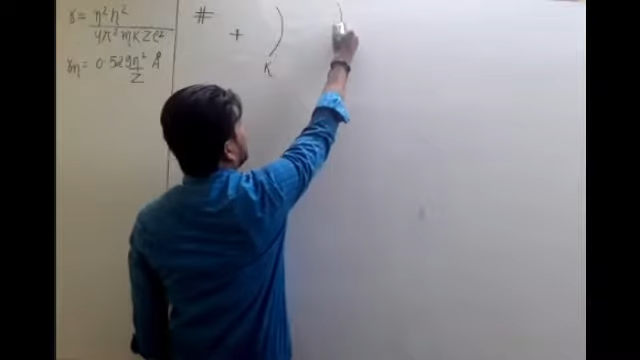 r = n²h² / 4π²mKZe²
rn = 0.529 n²/Z Å
#
+ )
K